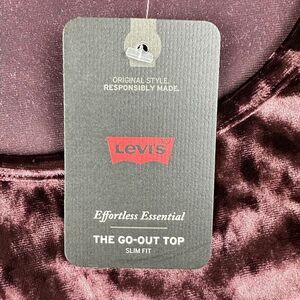 ORIGINAL STYLE.
RESPONSIBLY MADE.
LEVI'S
Effortless Essential
THE GO-OUT TOP
SLIM FIT